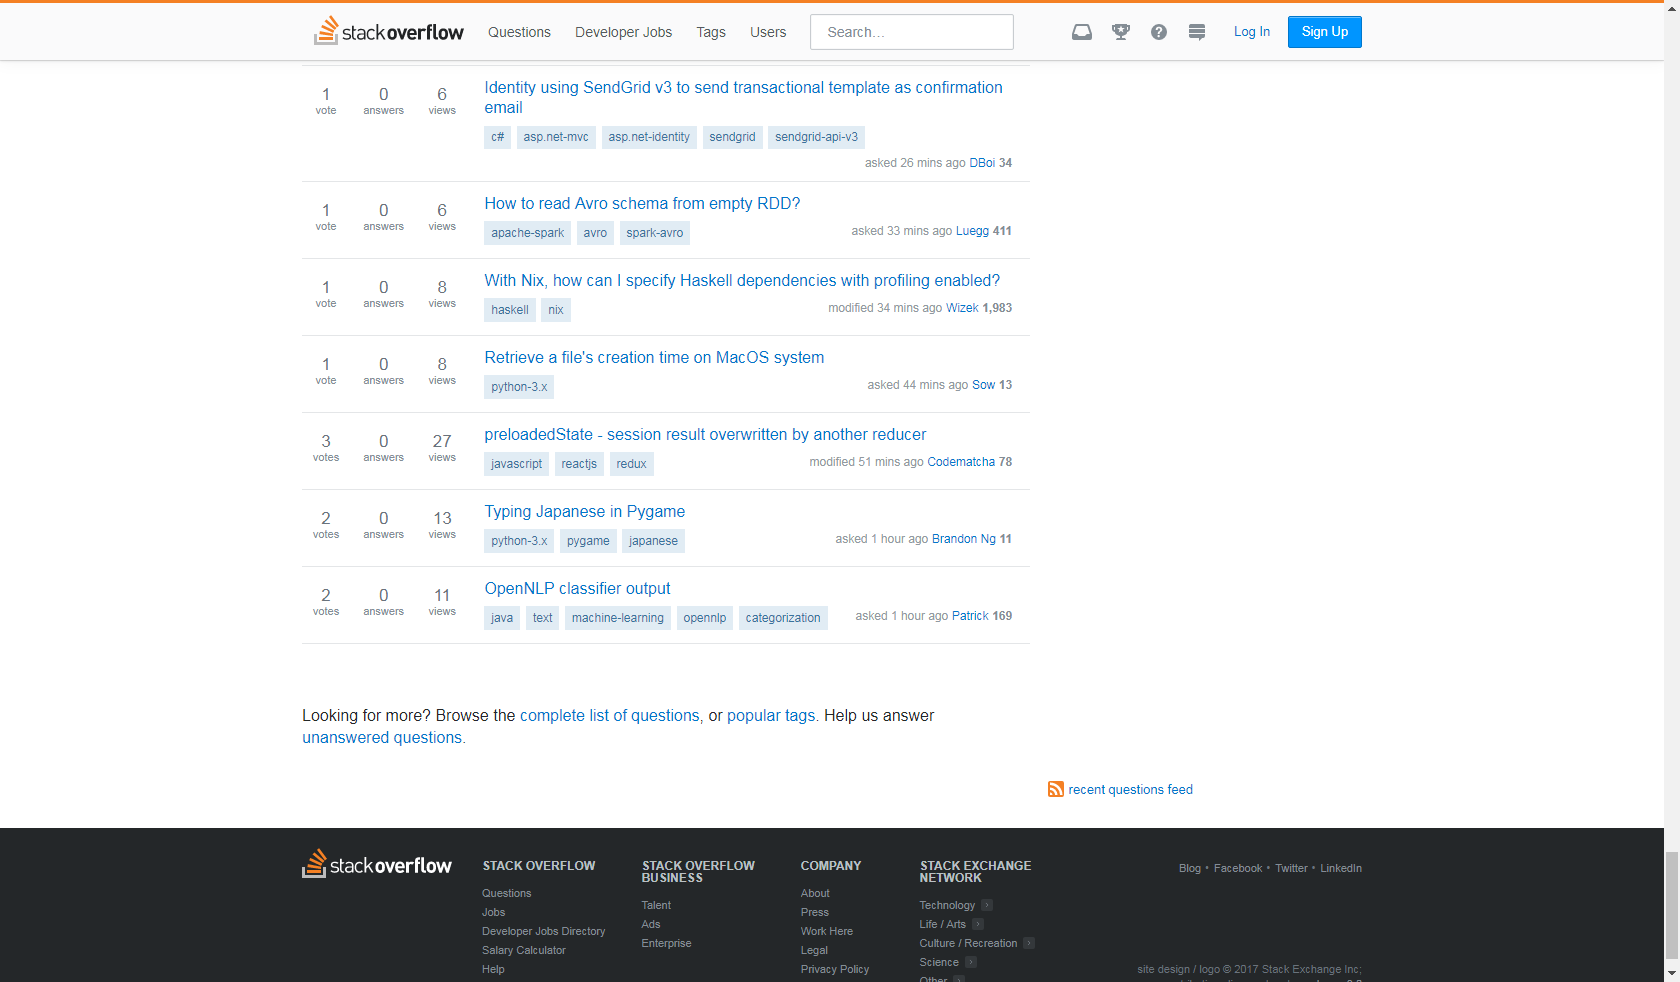 stackoverflow Questions Developer Jobs Tags Users Search... Log In Sign Up
1 vote 0 answers 6 views
Identity using SendGrid v3 to send transactional template as confirmation
email
c# asp.net-mvc asp.net-identity sendgrid sendgrid-api-v3
asked 26 mins ago DBoi 34
1 vote 0 answers 6 views
How to read Avro schema from empty RDD?
apache-spark avro spark-avro
asked 33 mins ago Luegg 411
1 vote 0 answers 8 views
With Nix, how can I specify Haskell dependencies with profiling enabled?
haskell nix
modified 34 mins ago Wizek 1,983
1 vote 0 answers 8 views
Retrieve a file's creation time on MacOS system
python-3.x
asked 44 mins ago Sow 13
3 votes 0 answers 27 views
preloadedState - session result overwritten by another reducer
javascript reactjs redux
modified 51 mins ago Codematcha 78
2 votes 0 answers 13 views
Typing Japanese in Pygame
python-3.x pygame japanese
asked 1 hour ago Brandon Ng 11
2 votes 0 answers 11 views
OpenNLP classifier output
java text machine-learning opennlp categorization
asked 1 hour ago Patrick 169
Looking for more? Browse the complete list of questions, or popular tags. Help us answer
unanswered questions.
recent questions feed
stackoverflow
STACK OVERFLOW
Questions
Jobs
Developer Jobs Directory
Salary Calculator
Help
STACK OVERFLOW
BUSINESS
Talent
Ads
Enterprise
COMPANY
About
Press
Work Here
Legal
Privacy Policy
STACK EXCHANGE
NETWORK
Technology
Life / Arts
Culture / Recreation
Science
Other
Blog • Facebook • Twitter • LinkedIn
site design / logo © 2017 Stack Exchange Inc;